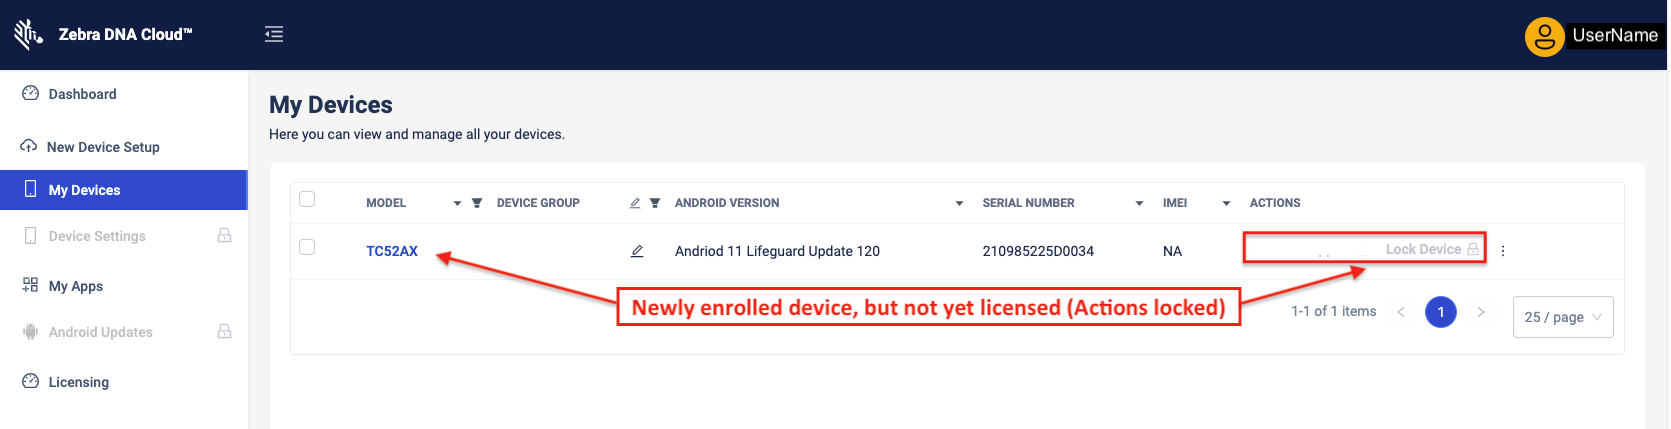 Zebra DNA Cloud™
UserName
Dashboard
New Device Setup
My Devices
Device Settings
My Apps
Android Updates
Licensing
My Devices
Here you can view and manage all your devices.
MODEL DEVICE GROUP ANDROID VERSION SERIAL NUMBER IMEI ACTIONS
TC52AX Andriod 11 Lifeguard Update 120 210985225D0034 NA Lock Device
Newly enrolled device, but not yet licensed (Actions locked)
1-1 of 1 items < 1 > 25 / page